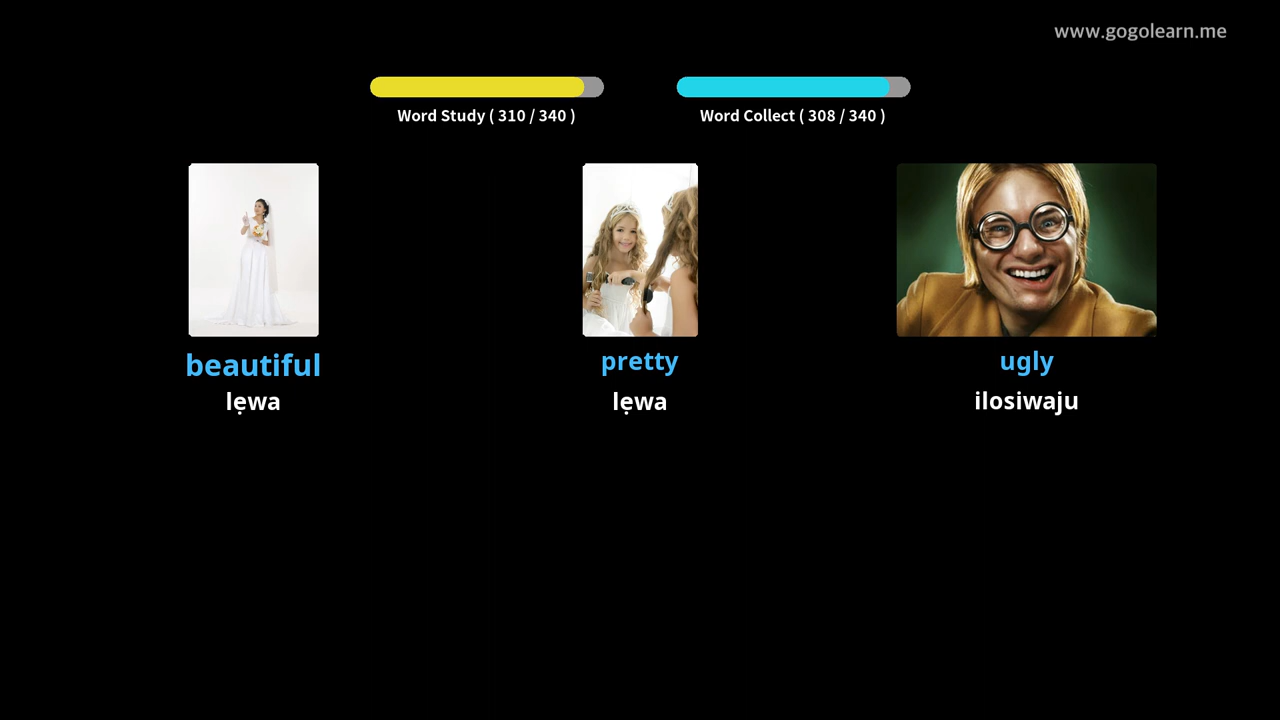 www.gogolearn.me
Word Study ( 310 / 340 )
Word Collect ( 308 / 340 )
beautiful
lẹwa
pretty
lẹwa
ugly
ilosiwaju